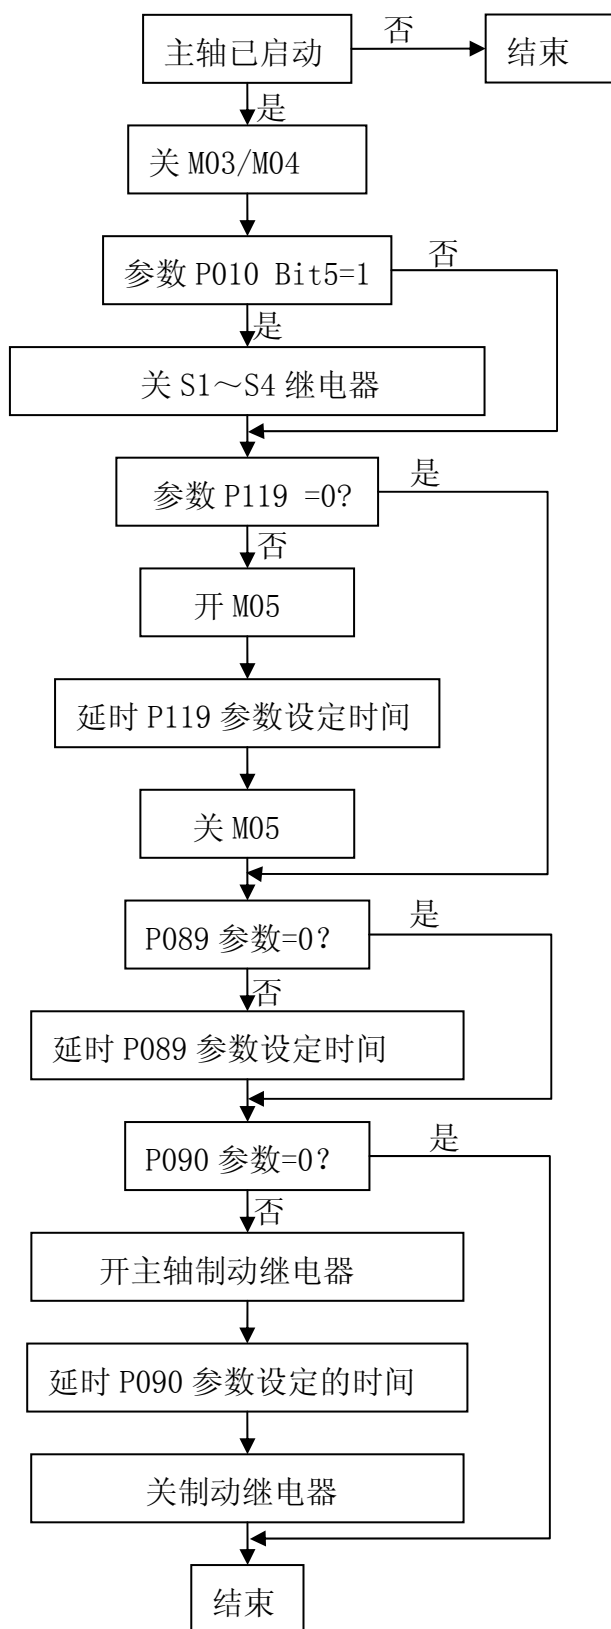 主轴已启动
否
结束
是
关 M03/M04
参数 P010 Bit5=1
否
是
关 S1～S4 继电器
参数 P119 =0?
是
否
开 M05
延时 P119 参数设定时间
关 M05
P089 参数=0？
是
否
延时 P089 参数设定时间
P090 参数=0？
是
否
开主轴制动继电器
延时 P090 参数设定的时间
关制动继电器
结束